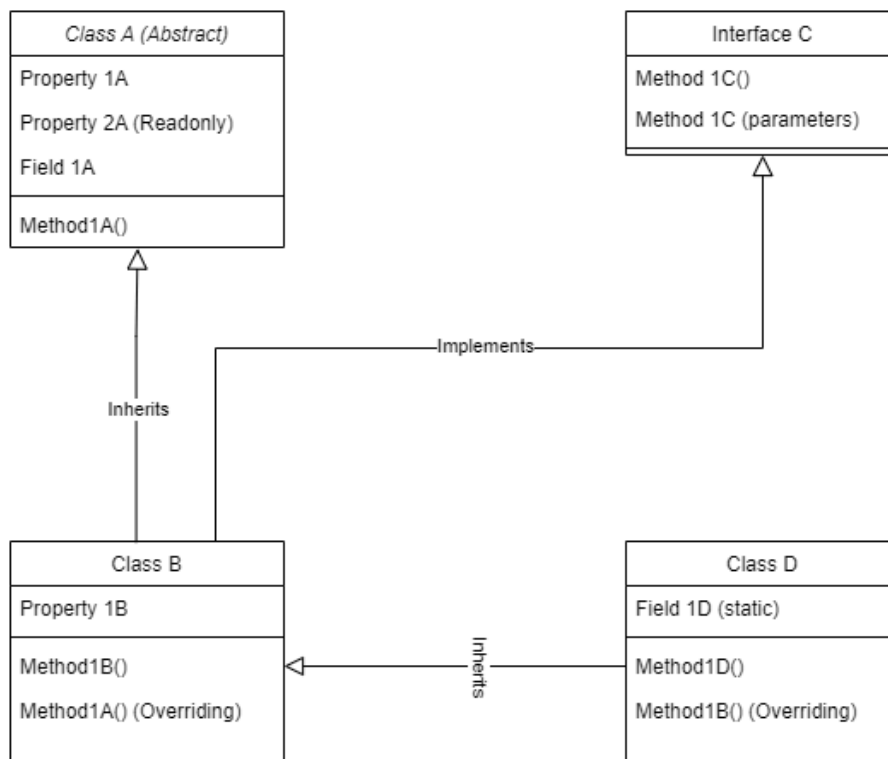 Class A (Abstract)
Property 1A
Property 2A (Readonly)
Field 1A
Method1A()
Interface C
Method 1C()
Method 1C (parameters)
Implements
Inherits
Class B
Property 1B
Method1B()
Method1A() (Overriding)
Inherits
Class D
Field 1D (static)
Method1D()
Method1B() (Overriding)